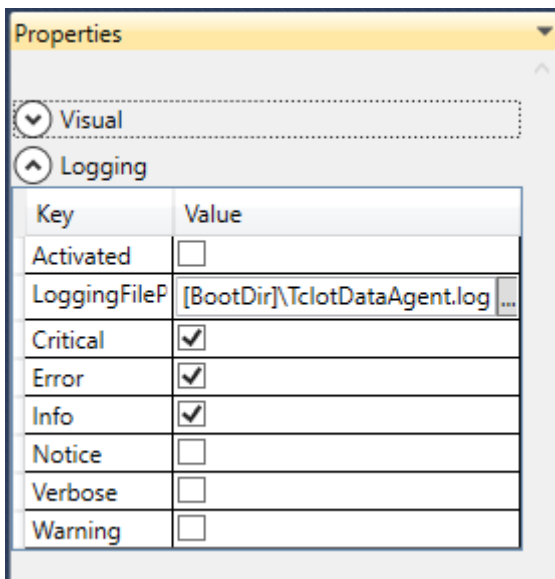 Properties
Visual
Logging
Key Value
Activated
LoggingFileP [BootDir]\TcIotDataAgent.log ...
Critical
Error
Info
Notice
Verbose
Warning